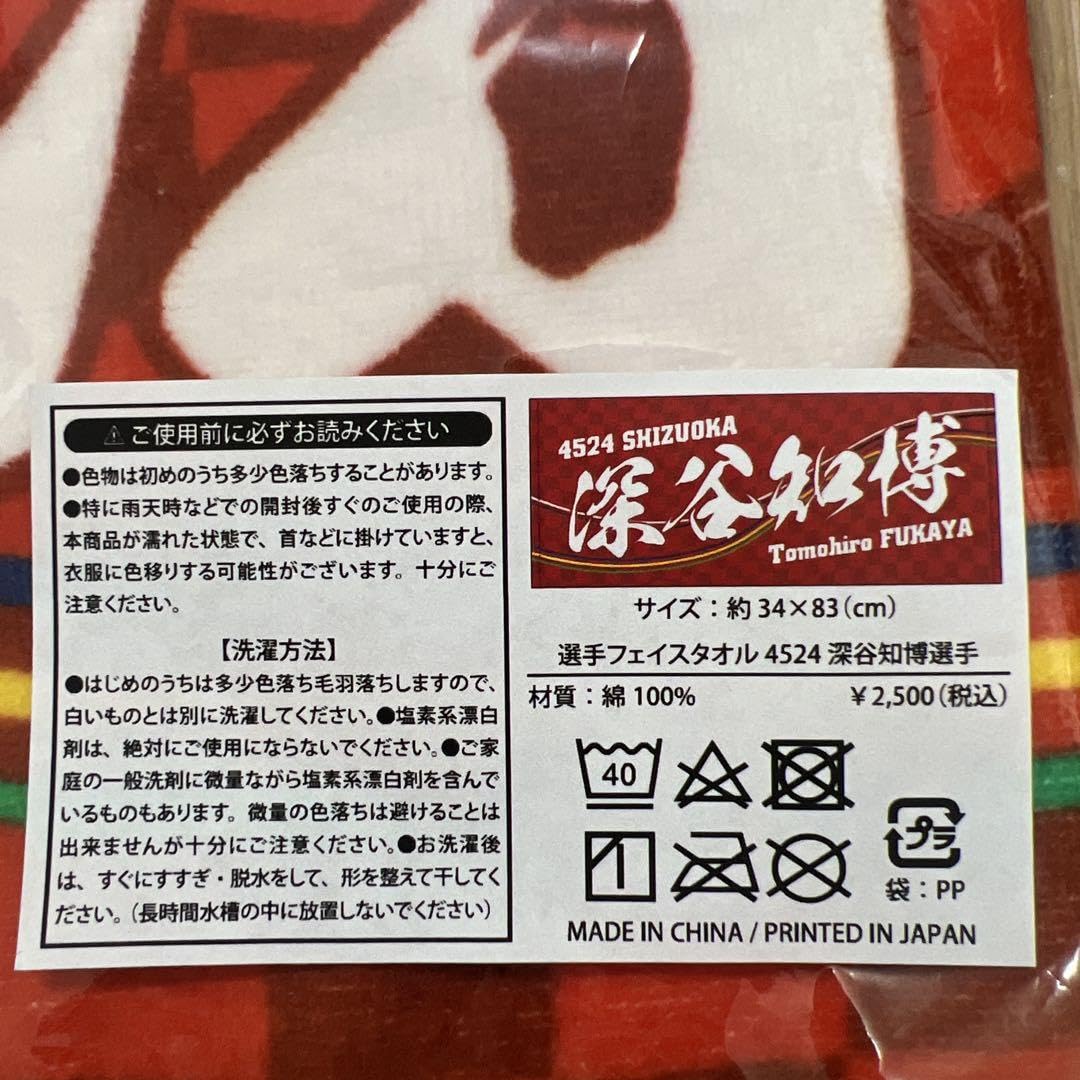 ⚠ ご使用前に必ずお読みください
●色物は初めのうち多少色落ちすることがあります。
●特に雨天時などでの開封後すぐのご使用の際、
本商品が濡れた状態で、首などに掛けていますと、
衣服に色移りする可能性がございます。十分にご
注意ください。
【洗濯方法】
●はじめのうちは多少色落ち毛羽落ちしますので、
白いものとは別に洗濯してください。●塩素系漂白
剤は、絶対にご使用にならないでください。●ご家
庭の一般洗剤に微量ながら塩素系漂白剤を含んで
いるものもあります。微量の色落ちは避けることは
出来ませんが十分にご注意ください。●お洗濯後
は、すぐにすすぎ・脱水をして、形を整えて干してく
ださい。（長時間水槽の中に放置しないでください）
4524 SHIZUOKA
深谷知博
Tomohiro FUKAYA
サイズ：約 34×83（cm）
選手フェイスタオル 4524 深谷知博選手
材質：綿 100%
￥2,500（税込）
40
プラ
袋：PP
MADE IN CHINA / PRINTED IN JAPAN